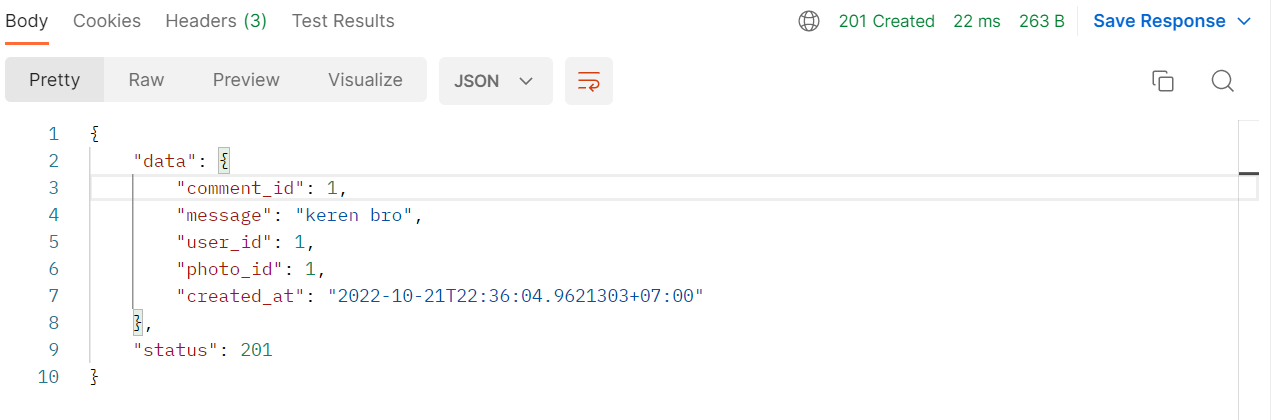 Body Cookies Headers (3) Test Results 201 Created 22 ms 263 B Save Response
Pretty Raw Preview Visualize JSON
1 {
2 "data": {
3 "comment_id": 1,
4 "message": "keren bro",
5 "user_id": 1,
6 "photo_id": 1,
7 "created_at": "2022-10-21T22:36:04.9621303+07:00"
8 },
9 "status": 201
10 }